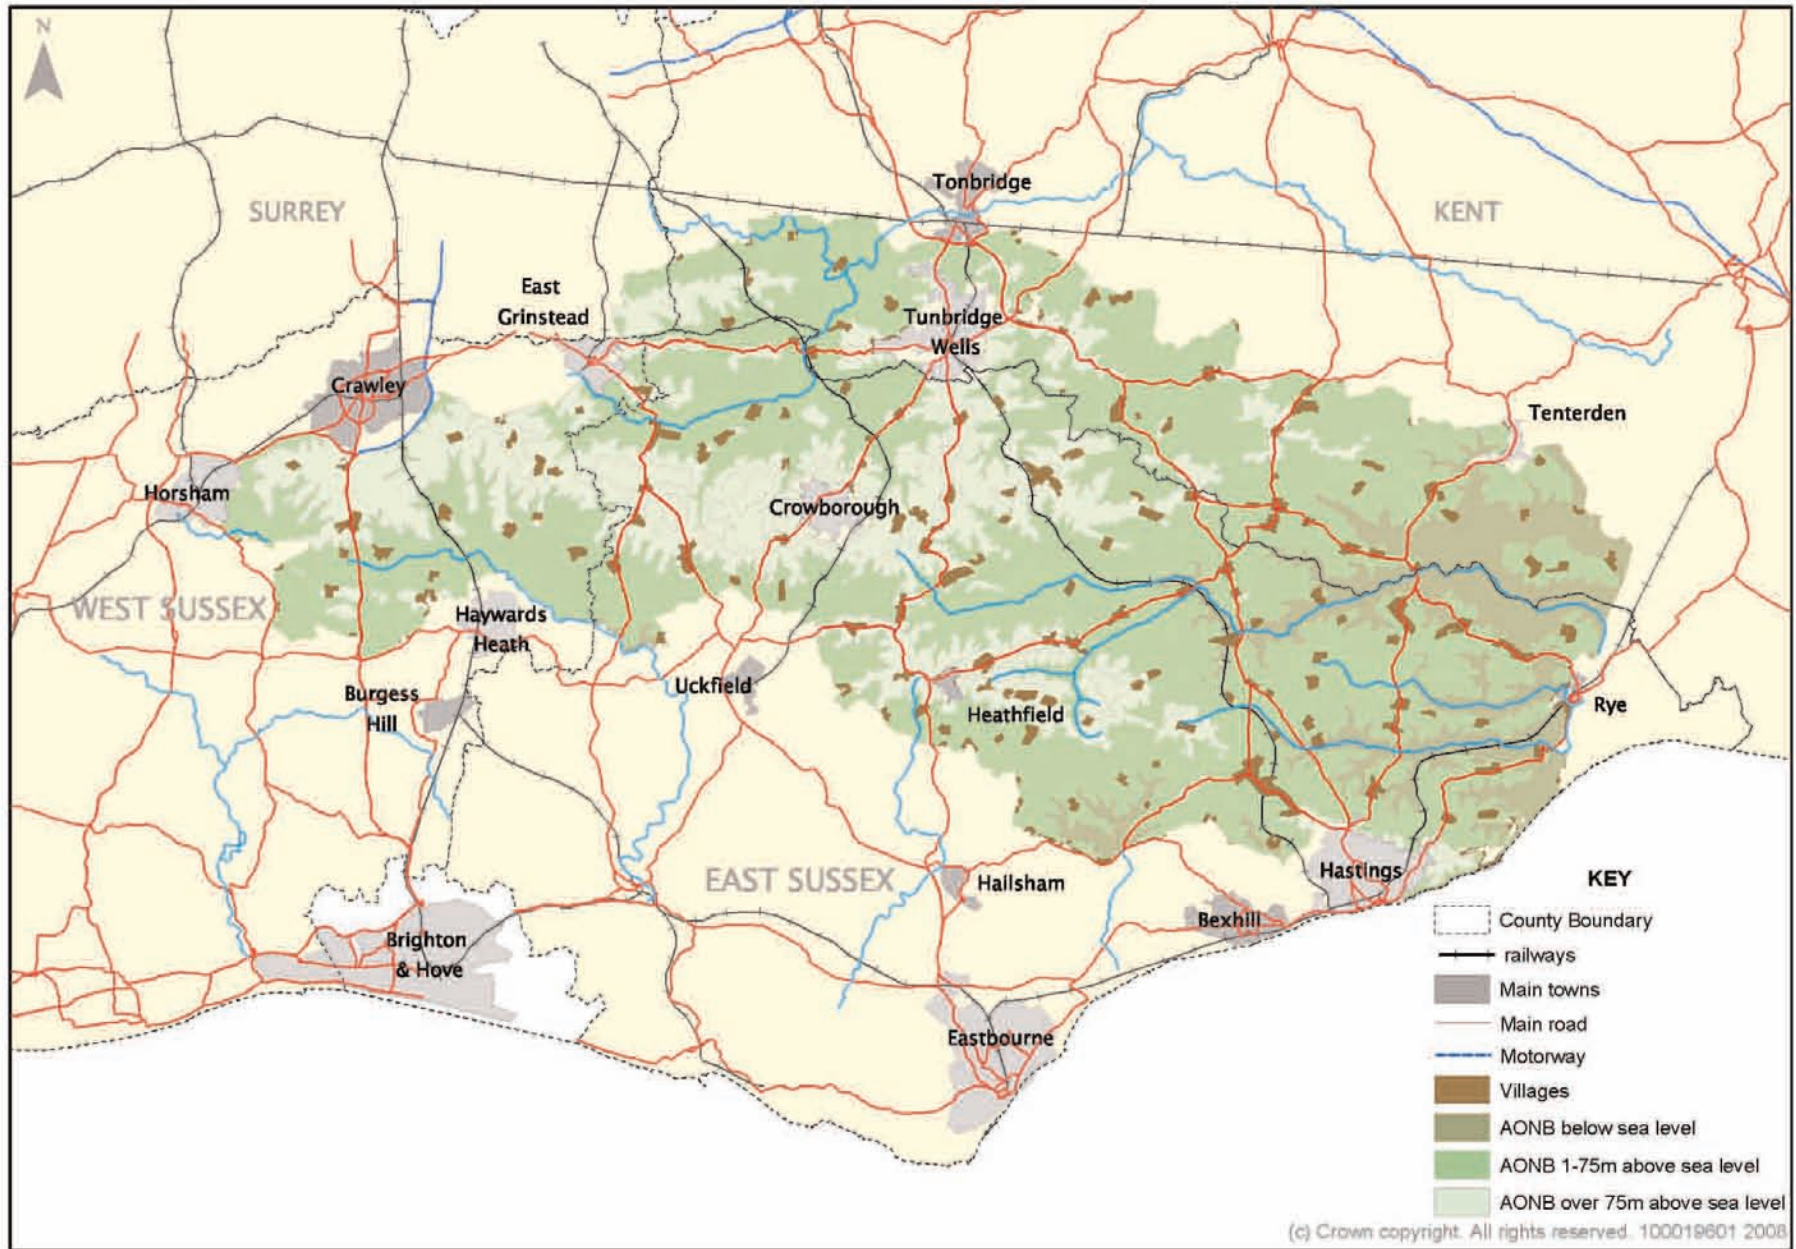 N
Tonbridge
SURREY
KENT
East
Grinstead
Tunbridge
Wells
Crawley
Tenterden
Horsham
Crowborough
WEST SUSSEX
Haywards
Heath
Uckfield
Burgess
Hill
Heathfield
Rye
EAST SUSSEX
Hailsham
Hastings
Bexhill
Brighton
& Hove
Eastbourne
KEY
County Boundary
railways
Main towns
Main road
Motorway
Villages
AONB below sea level
AONB 1-75m above sea level
AONB over 75m above sea level
(c) Crown copyright. All rights reserved. 100019601 2008